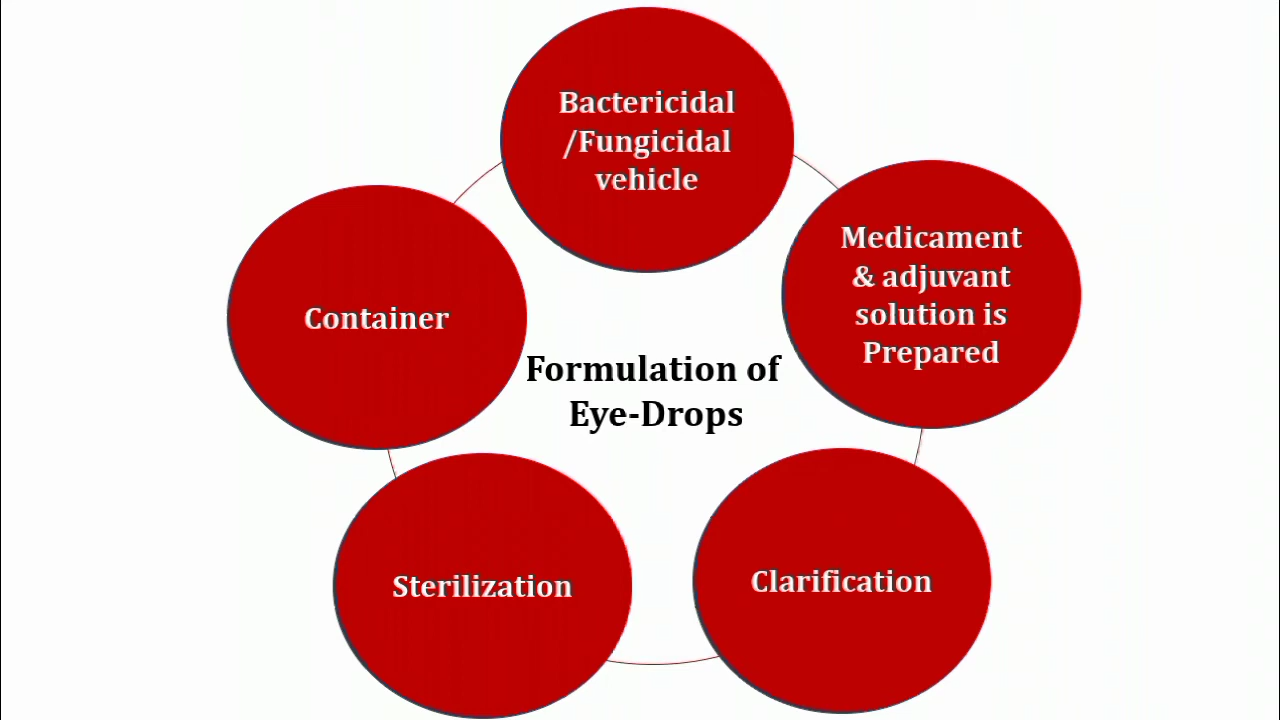 Bactericidal
/Fungicidal
vehicle
Medicament
& adjuvant
solution is
Prepared
Container
Formulation of
Eye-Drops
Sterilization
Clarification